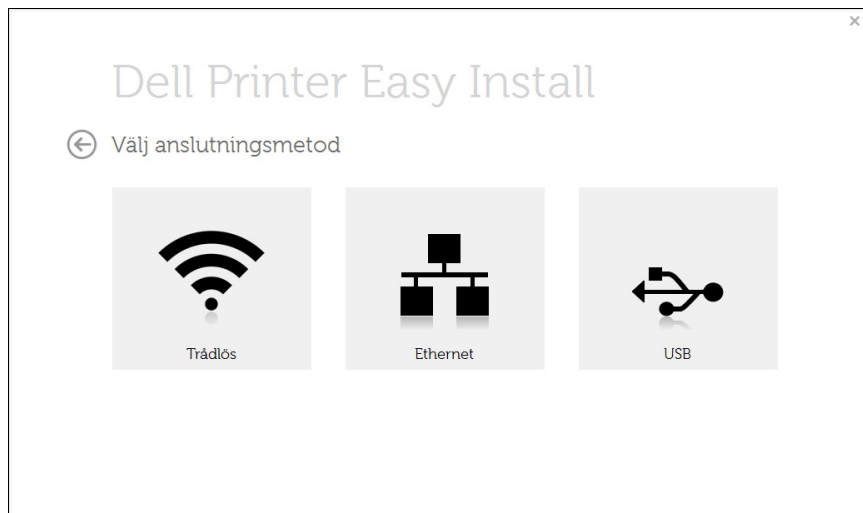 Dell Printer Easy Install
Välj anslutningsmetod
Trådlös
Ethernet
USB